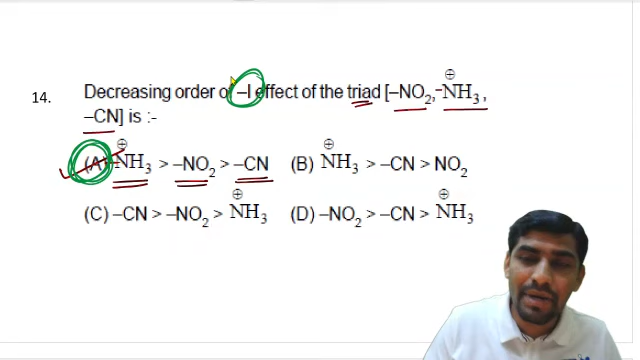 14. Decreasing order of –I effect of the triad [–NO₂,-N⊕H₃,
–CN] is :-
(A) N⊕H₃ > –NO₂ > –CN (B) N⊕H₃ > –CN > NO₂
(C) –CN > –NO₂ > N⊕H₃ (D) –NO₂ > –CN > N⊕H₃